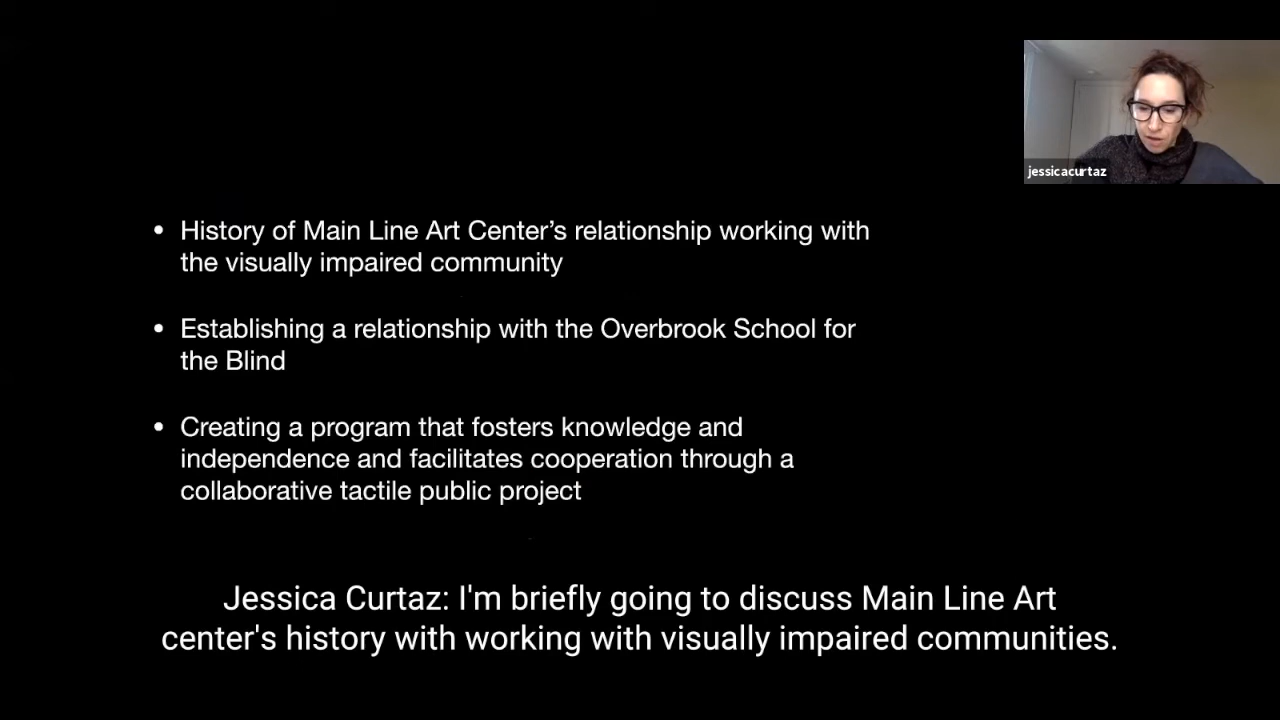 jessicacurtaz
• History of Main Line Art Center’s relationship working with
the visually impaired community
• Establishing a relationship with the Overbrook School for
the Blind
• Creating a program that fosters knowledge and
independence and facilitates cooperation through a
collaborative tactile public project
Jessica Curtaz: I'm briefly going to discuss Main Line Art
center's history with working with visually impaired communities.